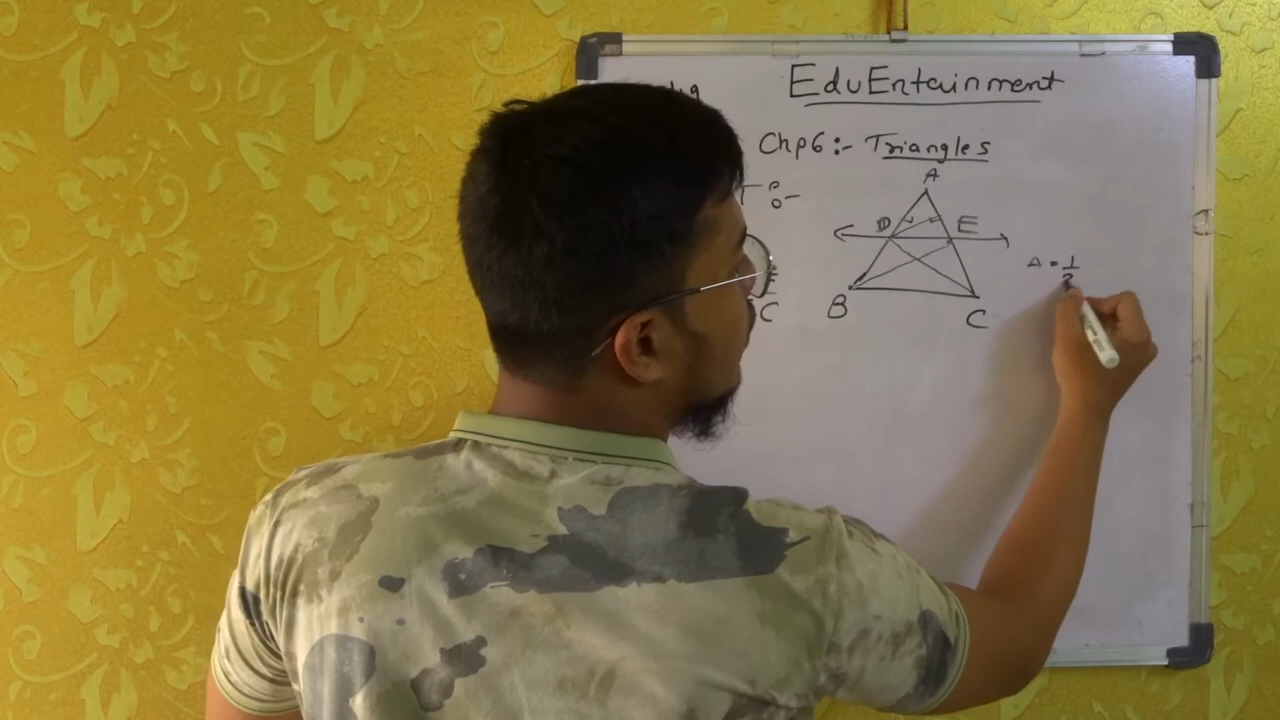 EduEntainment
Chp6:- Triangles
T :-
A
D
E
A = 1/2
B
C
C